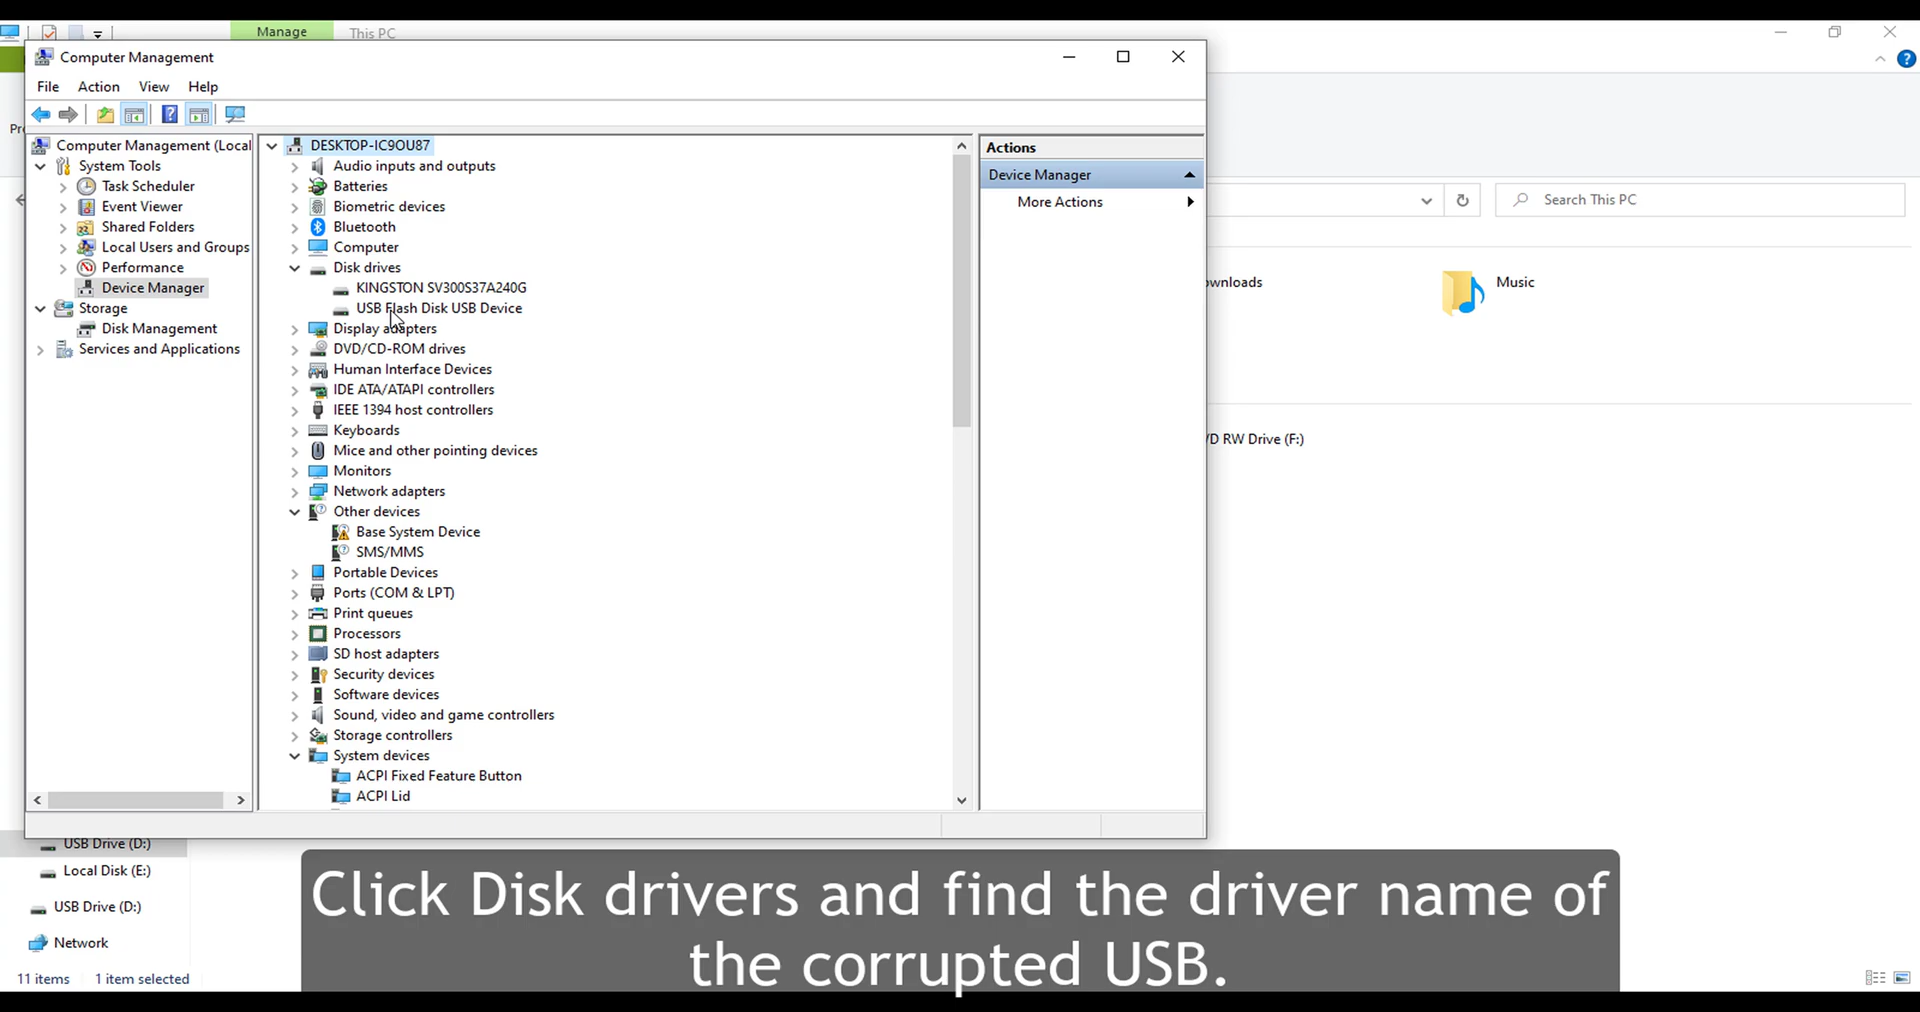 Manage
This PC
Computer Management
File Action View Help
Computer Management (Local
System Tools
Task Scheduler
Event Viewer
Shared Folders
Local Users and Groups
Performance
Device Manager
Storage
Disk Management
Services and Applications
DESKTOP-IC9OU87
Audio inputs and outputs
Batteries
Biometric devices
Bluetooth
Computer
Disk drives
KINGSTON SV300S37A240G
USB Flash Disk USB Device
Display adapters
DVD/CD-ROM drives
Human Interface Devices
IDE ATA/ATAPI controllers
IEEE 1394 host controllers
Keyboards
Mice and other pointing devices
Monitors
Network adapters
Other devices
Base System Device
SMS/MMS
Portable Devices
Ports (COM & LPT)
Print queues
Processors
SD host adapters
Security devices
Software devices
Sound, video and game controllers
Storage controllers
System devices
ACPI Fixed Feature Button
ACPI Lid
Actions
Device Manager
More Actions
Search This PC
ownloads
Music
D RW Drive (F:)
USB Drive (D:)
Local Disk (E:)
USB Drive (D:)
Network
11 items 1 item selected
Click Disk drivers and find the driver name of
the corrupted USB.